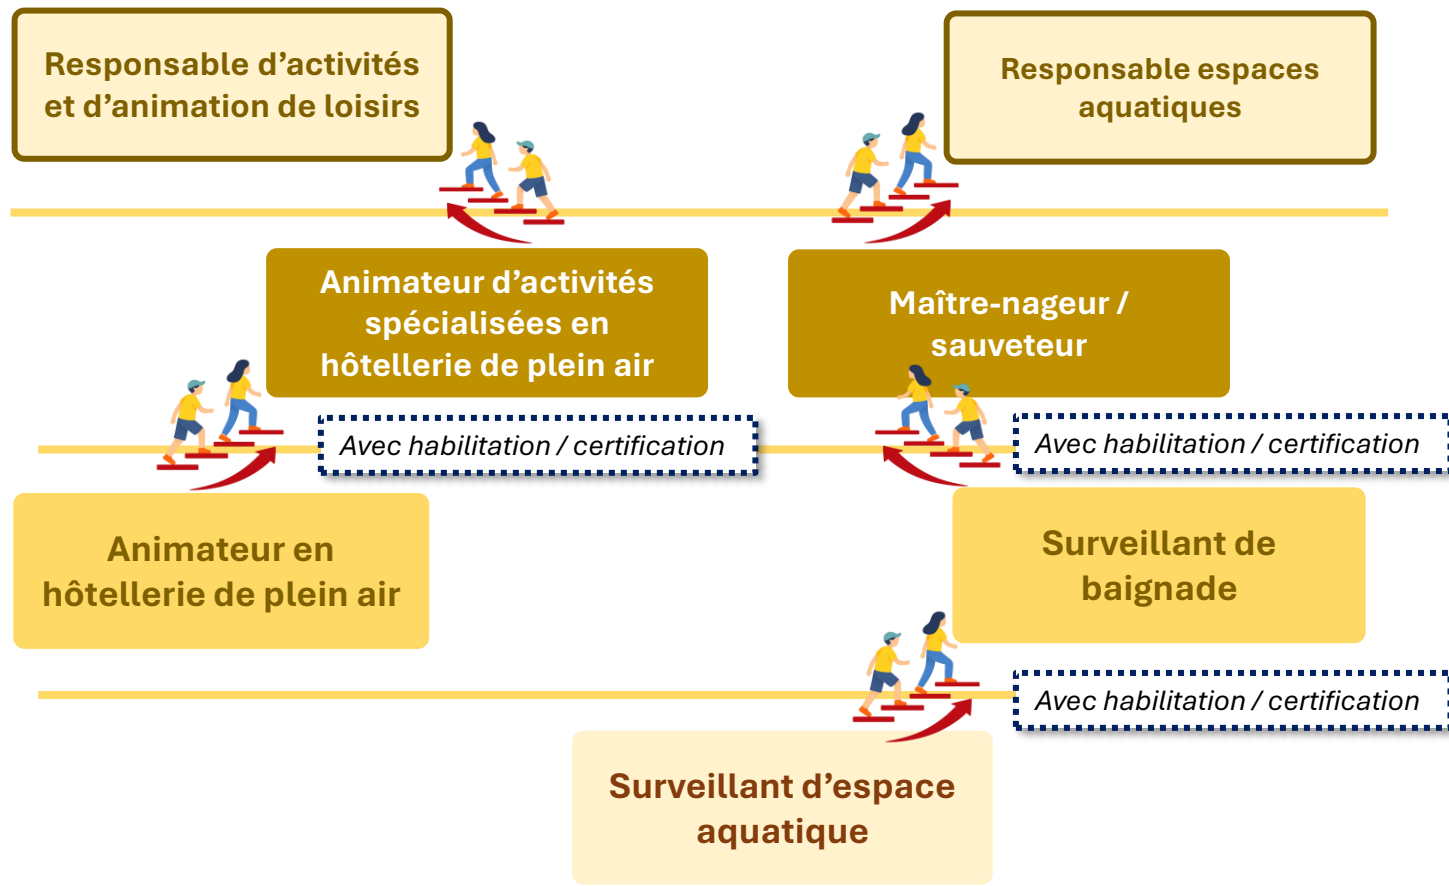 Responsable d’activités
et d’animation de loisirs
Responsable espaces
aquatiques
Animateur d’activités
spécialisées en
hôtellerie de plein air
Maître-nageur /
sauveteur
Avec habilitation / certification
Avec habilitation / certification
Animateur en
hôtellerie de plein air
Surveillant de
baignade
Avec habilitation / certification
Surveillant d’espace
aquatique